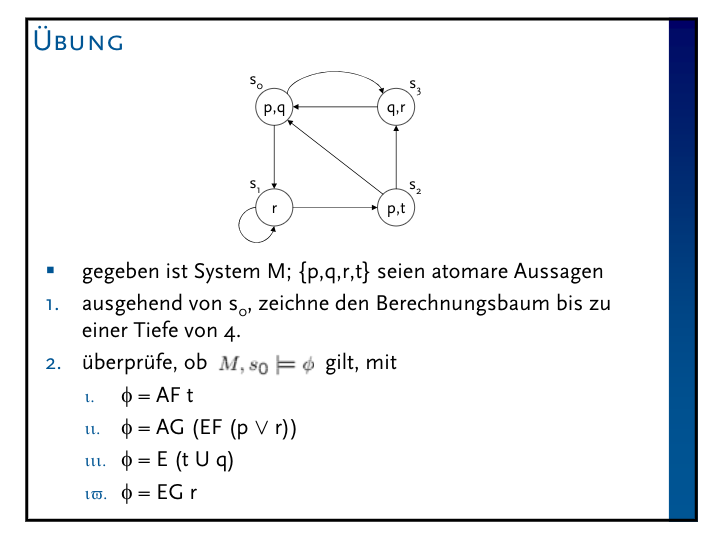 Übung
s₀
s₃
p,q
q,r
s₁
s₂
r
p,t
▪ gegeben ist System M; {p,q,r,t} seien atomare Aussagen
1. ausgehend von s₀, zeichne den Berechnungsbaum bis zu
einer Tiefe von 4.
2. überprüfe, ob M, s₀ ⊨ ϕ gilt, mit
ι. ϕ = AF t
ιι. ϕ = AG (EF (p ∨ r))
ιιι. ϕ = E (t U q)
ιϖ. ϕ = EG r